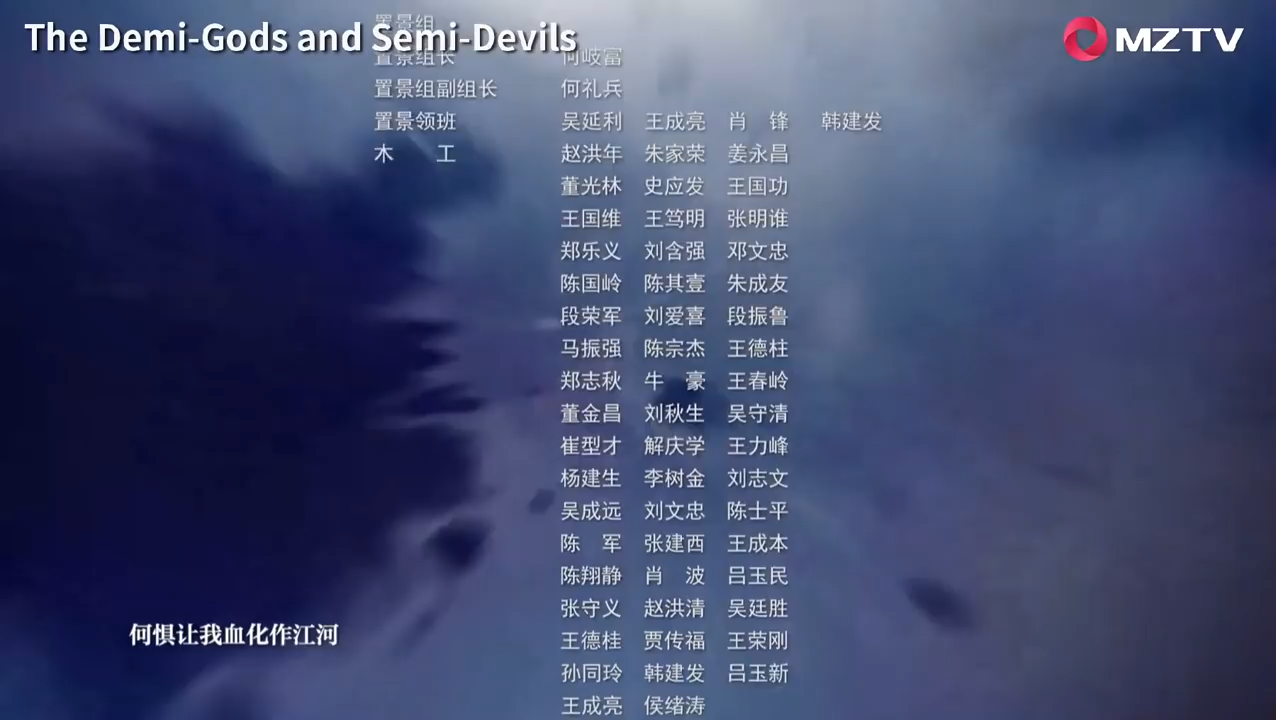 The Demi-Gods and Semi-Devils
MZTV
置景组
置景组长 何岐富
置景组副组长 何礼兵
置景领班 吴延利 王成亮 肖 锋 韩建发
木 工 赵洪年 朱家荣 姜永昌
董光林 史应发 王国功
王国维 王笃明 张明谁
郑乐义 刘含强 邓文忠
陈国岭 陈其壹 朱成友
段荣军 刘爱喜 段振鲁
马振强 陈宗杰 王德柱
郑志秋 牛 豪 王春岭
董金昌 刘秋生 吴守清
崔型才 解庆学 王力峰
杨建生 李树金 刘志文
吴成远 刘文忠 陈士平
陈 军 张建西 王成本
陈翔静 肖 波 吕玉民
张守义 赵洪清 吴廷胜
何惧让我血化作江河
王德桂 贾传福 王荣刚
孙同玲 韩建发 吕玉新
王成亮 侯绪涛